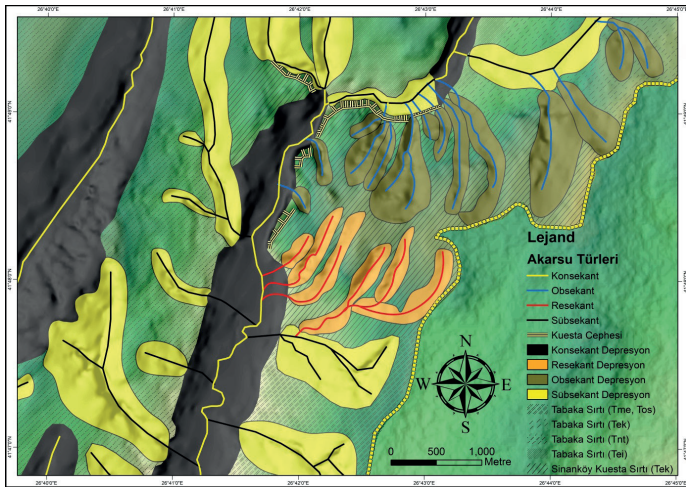 26°40'0"E
26°41'0"E
26°42'0"E
26°43'0"E
26°44'0"E
26°45'0"E
Lejand
Akarsu Türleri
Konsekant
Obsekant
Resekant
Sübsekant
Kuesta Cephesi
Konsekant Depresyon
Resekant Depresyon
Obsekant Depresyon
Sübsekant Depresyon
Tabaka Sırtı (Tme, Tos)
Tabaka Sırtı (Tek)
Tabaka Sırtı (Tnt)
Tabaka Sırtı (Tei)
Sinanköy Kuesta Sırtı (Tek)
N
W E
S
0 500 1,000
Metre
26°40'0"E
26°41'0"E
26°42'0"E
26°43'0"E
26°44'0"E
26°45'0"E